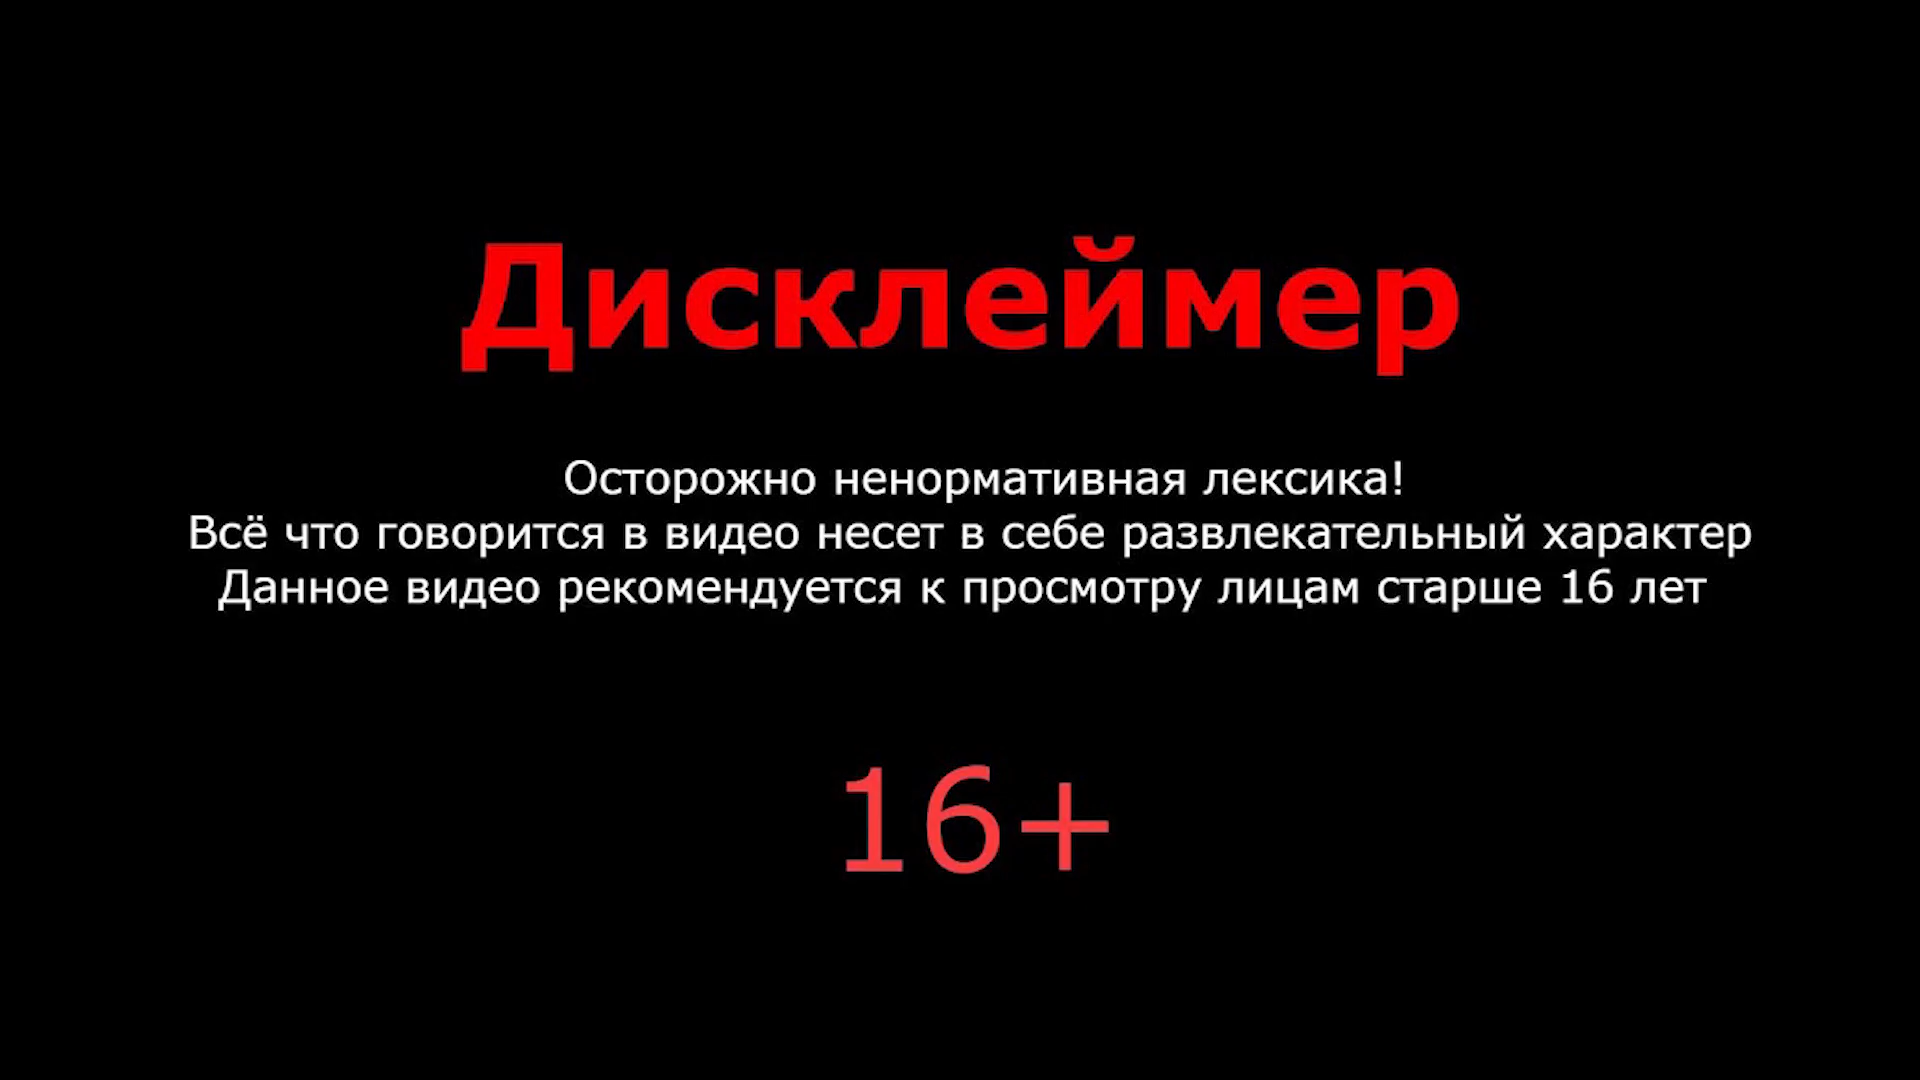 Дисклеймер
Осторожно ненормативная лексика!
Всё что говорится в видео несет в себе развлекательный характер
Данное видео рекомендуется к просмотру лицам старше 16 лет
16+